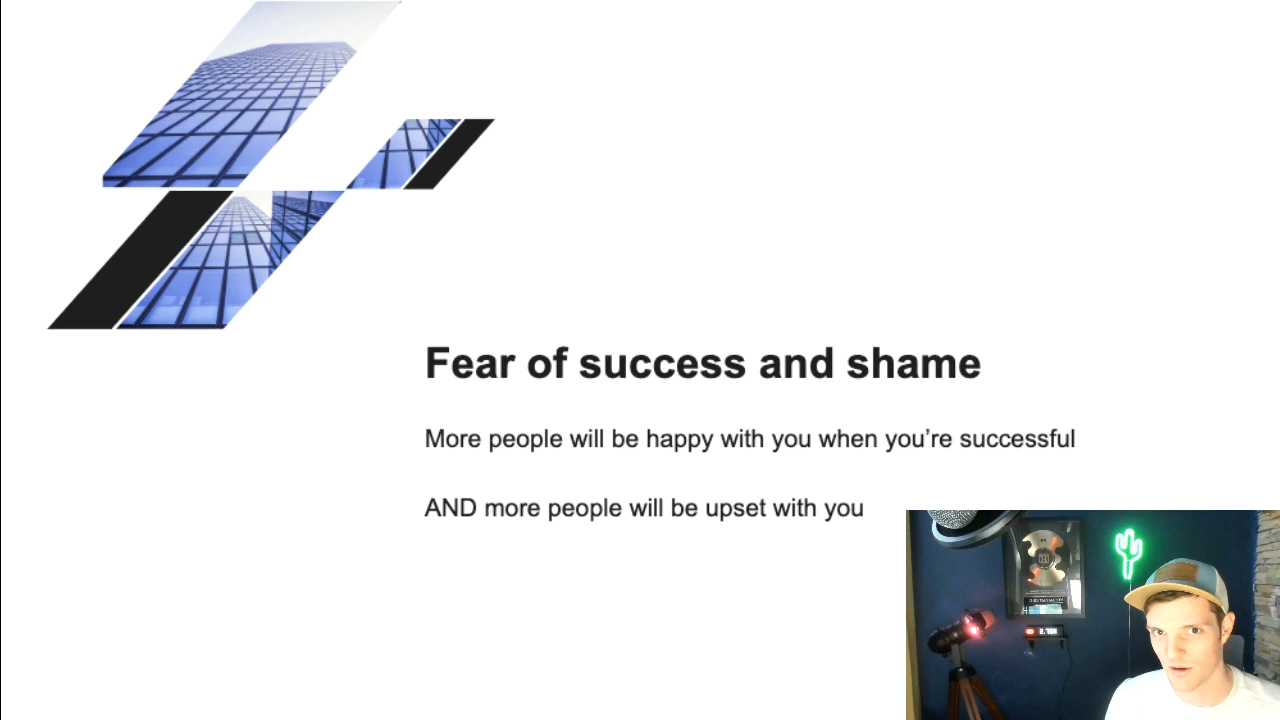 Fear of success and shame
More people will be happy with you when you’re successful
AND more people will be upset with you